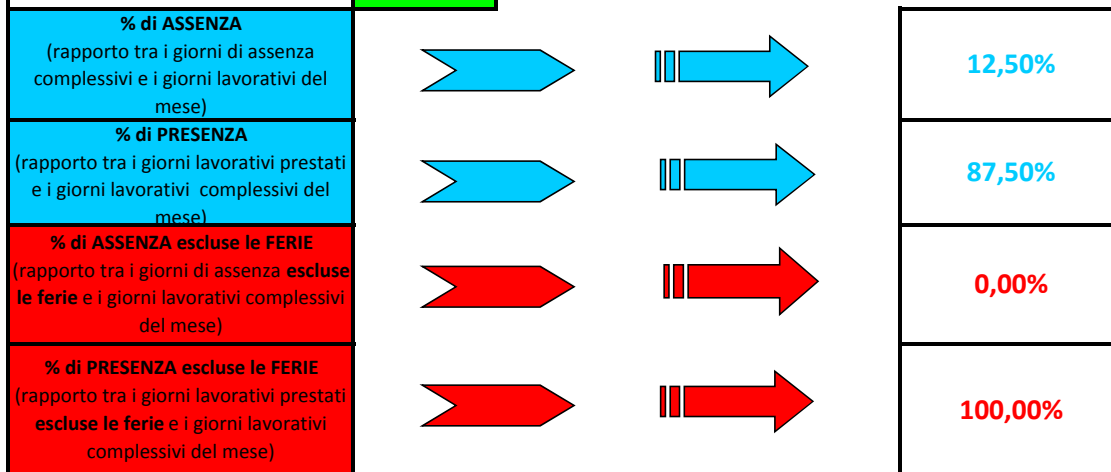 % di ASSENZA
(rapporto tra i giorni di assenza
complessivi e i giorni lavorativi del
mese)
12,50%
% di PRESENZA
(rapporto tra i giorni lavorativi prestati
e i giorni lavorativi complessivi del
mese)
87,50%
% di ASSENZA escluse le FERIE
(rapporto tra i giorni di assenza escluse
le ferie e i giorni lavorativi complessivi
del mese)
0,00%
% di PRESENZA escluse le FERIE
(rapporto tra i giorni lavorativi prestati
escluse le ferie e i giorni lavorativi
complessivi del mese)
100,00%